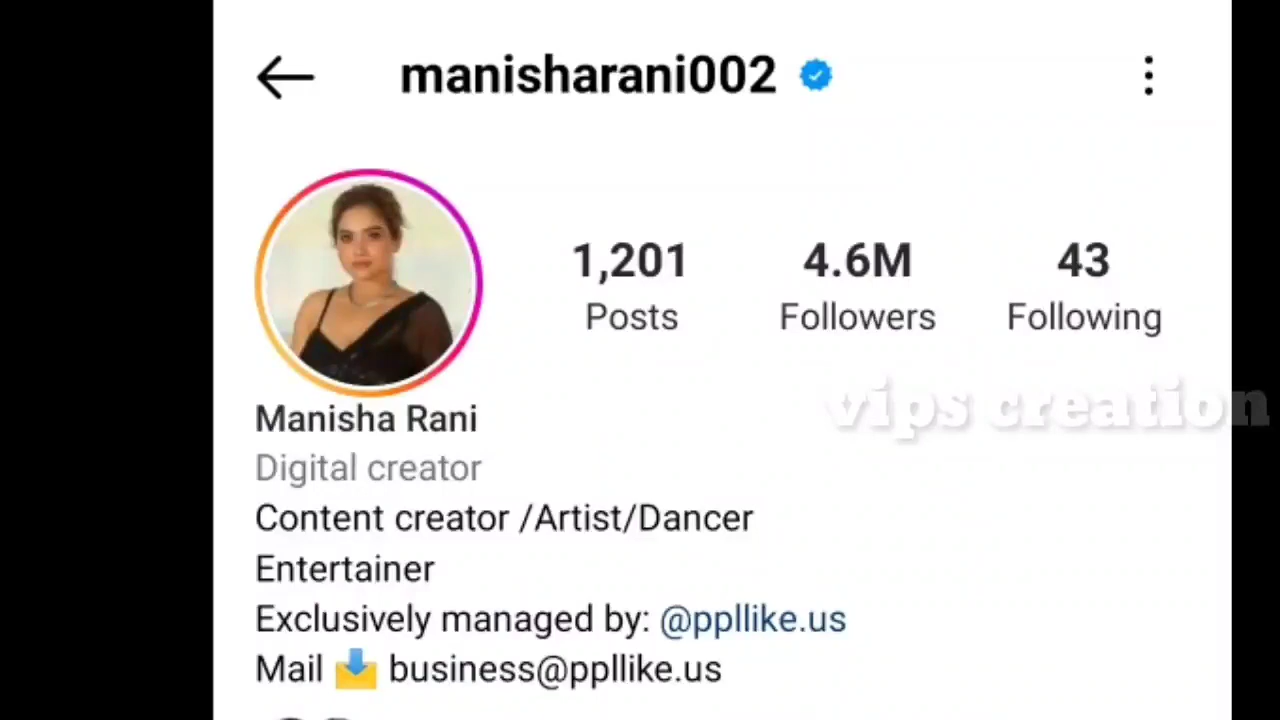 manisharani002
1,201 4.6M 43
Posts Followers Following
vips creation
Manisha Rani
Digital creator
Content creator /Artist/Dancer
Entertainer
Exclusively managed by: @ppllike.us
Mail 📩 business@ppllike.us